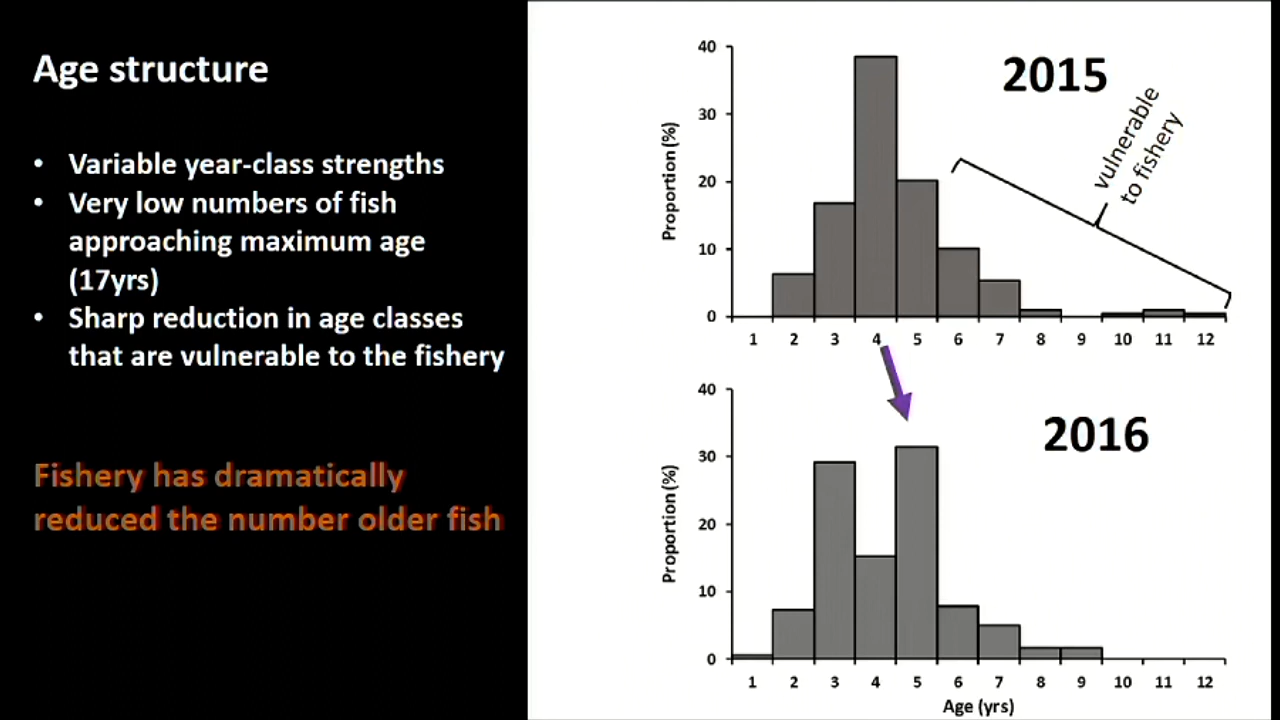 Age structure
• Variable year-class strengths
• Very low numbers of fish
approaching maximum age
(17yrs)
• Sharp reduction in age classes
that are vulnerable to the fishery
Fishery has dramatically
reduced the number older fish
2015
vulnerable
to fishery
Proportion (%)
40
30
20
10
0
1 2 3 4 5 6 7 8 9 10 11 12
2016
Proportion (%)
40
30
20
10
0
1 2 3 4 5 6 7 8 9 10 11 12
Age (yrs)